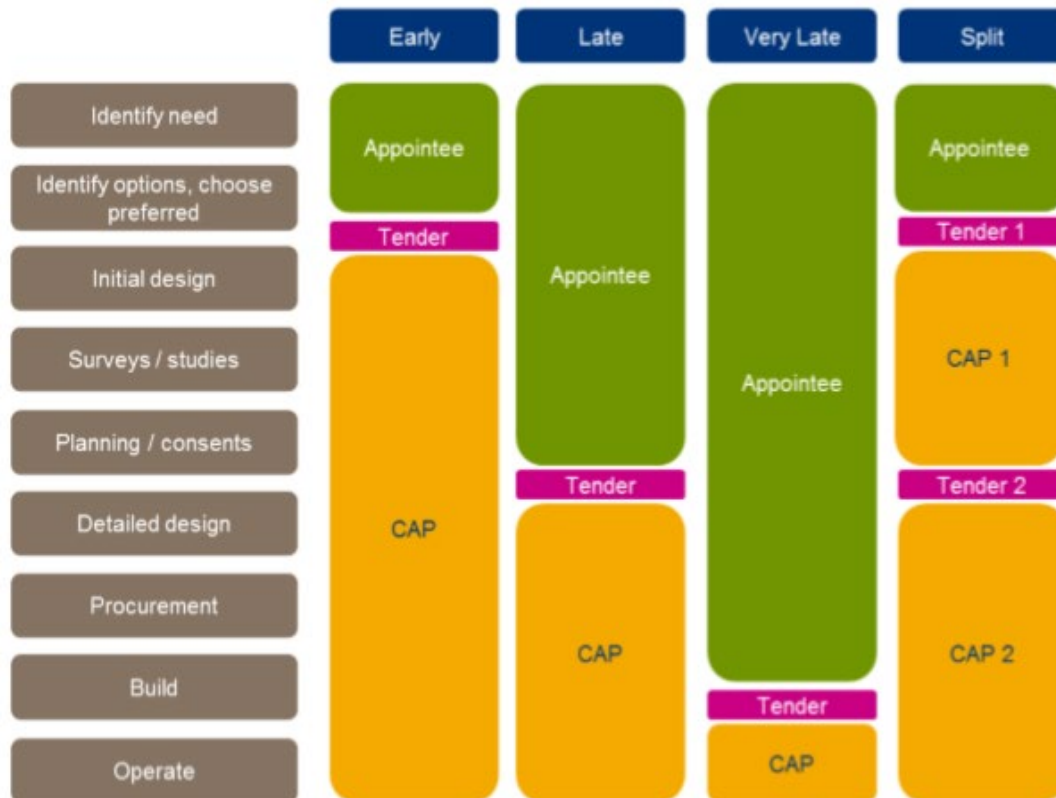 Early
Late
Very Late
Split
Identify need
Identify options, choose
preferred
Initial design
Surveys / studies
Planning / consents
Detailed design
Procurement
Build
Operate
Appointee
Tender
CAP
Appointee
Tender
CAP
Appointee
Tender
CAP
Appointee
Tender 1
CAP 1
Tender 2
CAP 2